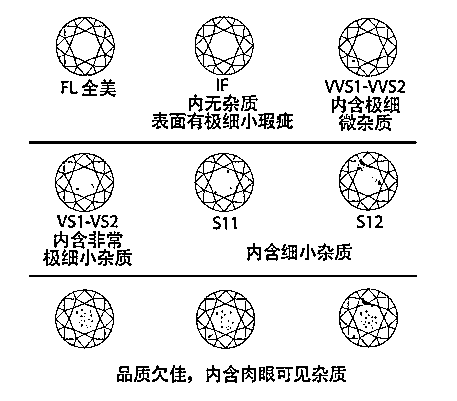 FL 全美
IF
内无杂质
表面有极细小瑕疵
VVS1-VVS2
内含极细
微杂质
VS1-VS2
内含非常
极细小杂质
S11
S12
内含细小杂质
品质欠佳，内含肉眼可见杂质